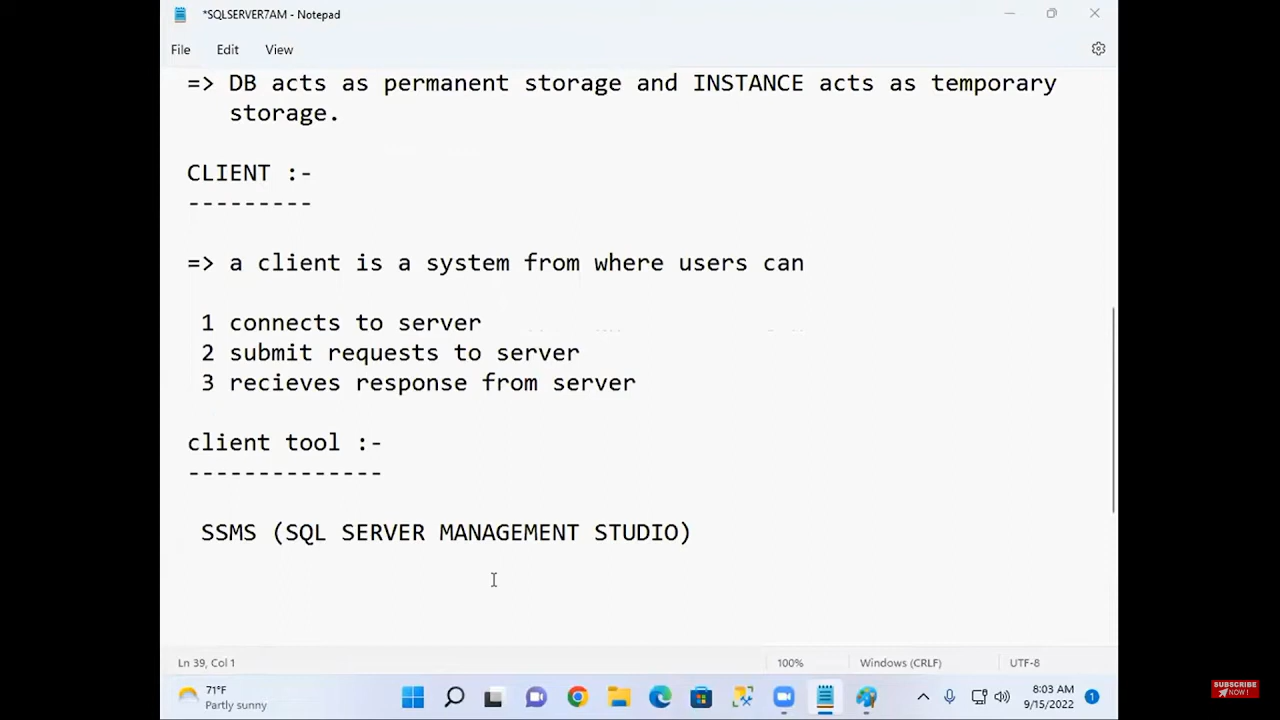 *SQLSERVER7AM - Notepad
File Edit View
=> DB acts as permanent storage and INSTANCE acts as temporary
storage.
CLIENT :-
---------
=> a client is a system from where users can
1 connects to server
2 submit requests to server
3 recieves response from server
client tool :-
--------------
SSMS (SQL SERVER MANAGEMENT STUDIO)
Ln 39, Col 1 100% Windows (CRLF) UTF-8
71°F
Partly sunny
8:03 AM
9/15/2022
1
SUBSCRIBE
NOW!